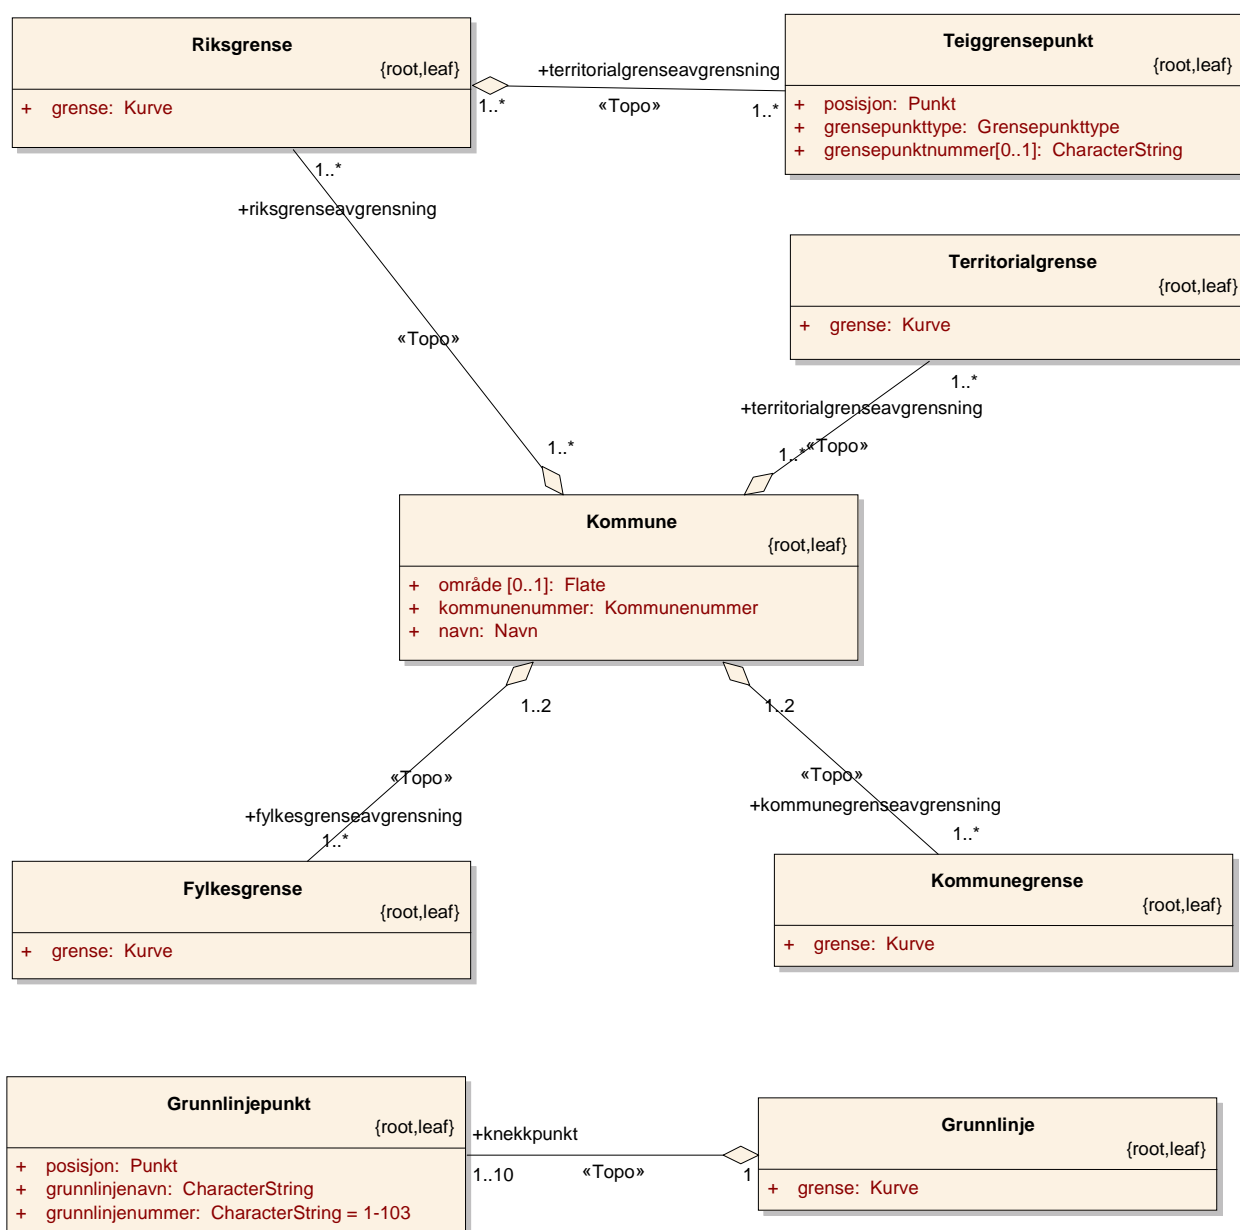 Riksgrense
{root,leaf}
+ grense: Kurve
+territorialgrenseavgrensning
1..*
«Topo»
1..*
Teiggrensepunkt
{root,leaf}
+ posisjon: Punkt
+ grensepunkttype: Grensepunkttype
+ grensepunktnummer[0..1]: CharacterString
1..*
+riksgrenseavgrensning
«Topo»
1..*
Territorialgrense
{root,leaf}
+ grense: Kurve
1..*
+territorialgrenseavgrensning
«Topo»
1..*
Kommune
{root,leaf}
+ område [0..1]: Flate
+ kommunenummer: Kommunenummer
+ navn: Navn
1..2
«Topo»
+fylkesgrenseavgrensning
1..*
1..2
«Topo»
+kommunegrenseavgrensning
1..*
Fylkesgrense
{root,leaf}
+ grense: Kurve
Kommunegrense
{root,leaf}
+ grense: Kurve
Grunnlinjepunkt
{root,leaf}
+ posisjon: Punkt
+ grunnlinjenavn: CharacterString
+ grunnlinjenummer: CharacterString = 1-103
+knekkpunkt
1..10
«Topo»
1
Grunnlinje
{root,leaf}
+ grense: Kurve